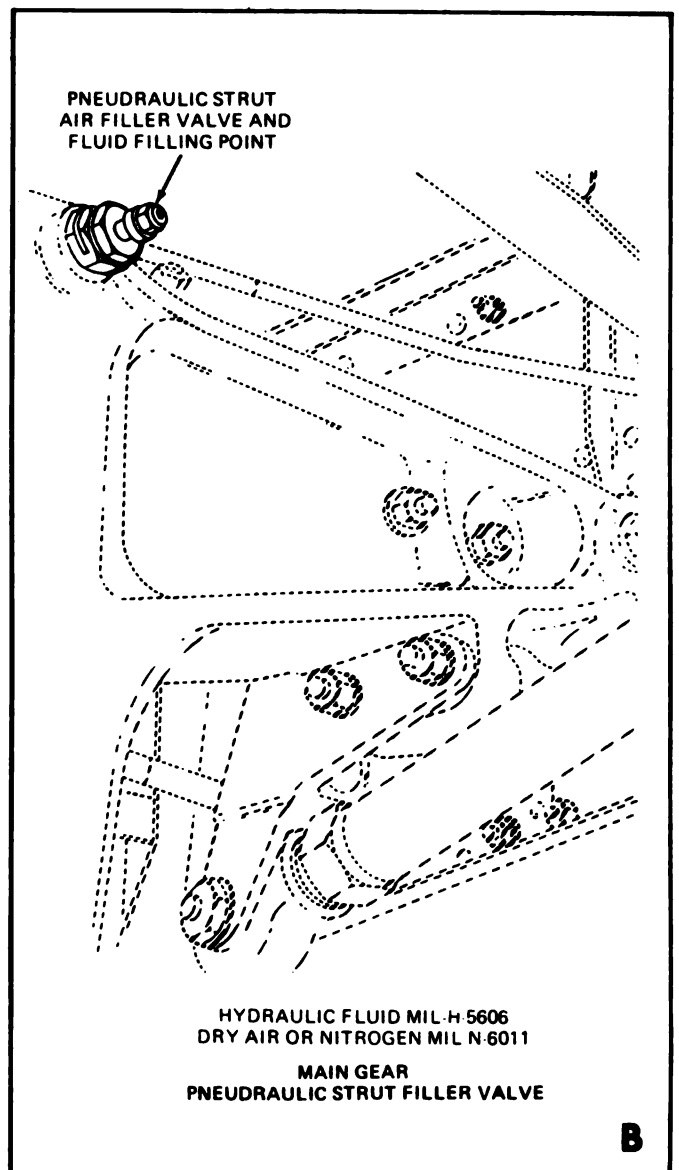 PNEUDRAULIC STRUT
AIR FILLER VALVE AND
FLUID FILLING POINT
HYDRAULIC FLUID MIL-H-5606
DRY AIR OR NITROGEN MIL N-6011
MAIN GEAR
PNEUDRAULIC STRUT FILLER VALVE
B